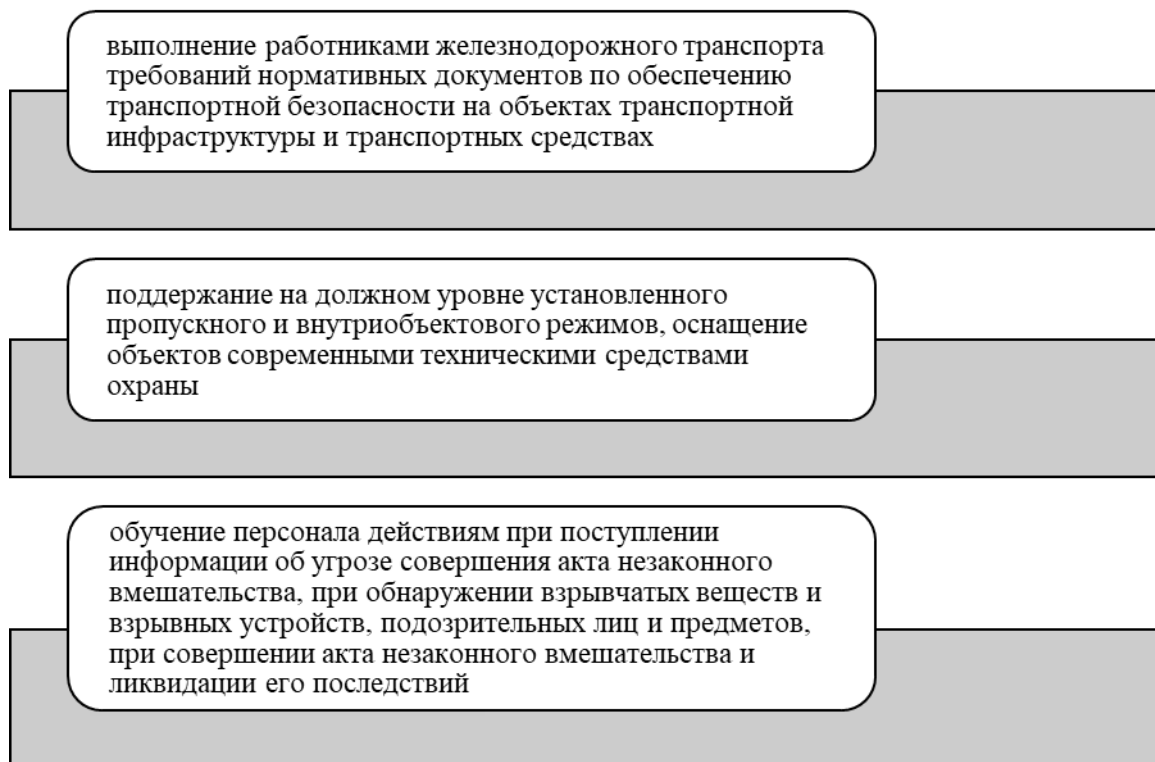 выполнение работниками железнодорожного транспорта
требований нормативных документов по обеспечению
транспортной безопасности на объектах транспортной
инфраструктуры и транспортных средствах
поддержание на должном уровне установленного
пропускного и внутриобъектового режимов, оснащение
объектов современными техническими средствами
охраны
обучение персонала действиям при поступлении
информации об угрозе совершения акта незаконного
вмешательства, при обнаружении взрывчатых веществ и
взрывных устройств, подозрительных лиц и предметов,
при совершении акта незаконного вмешательства и
ликвидации его последствий